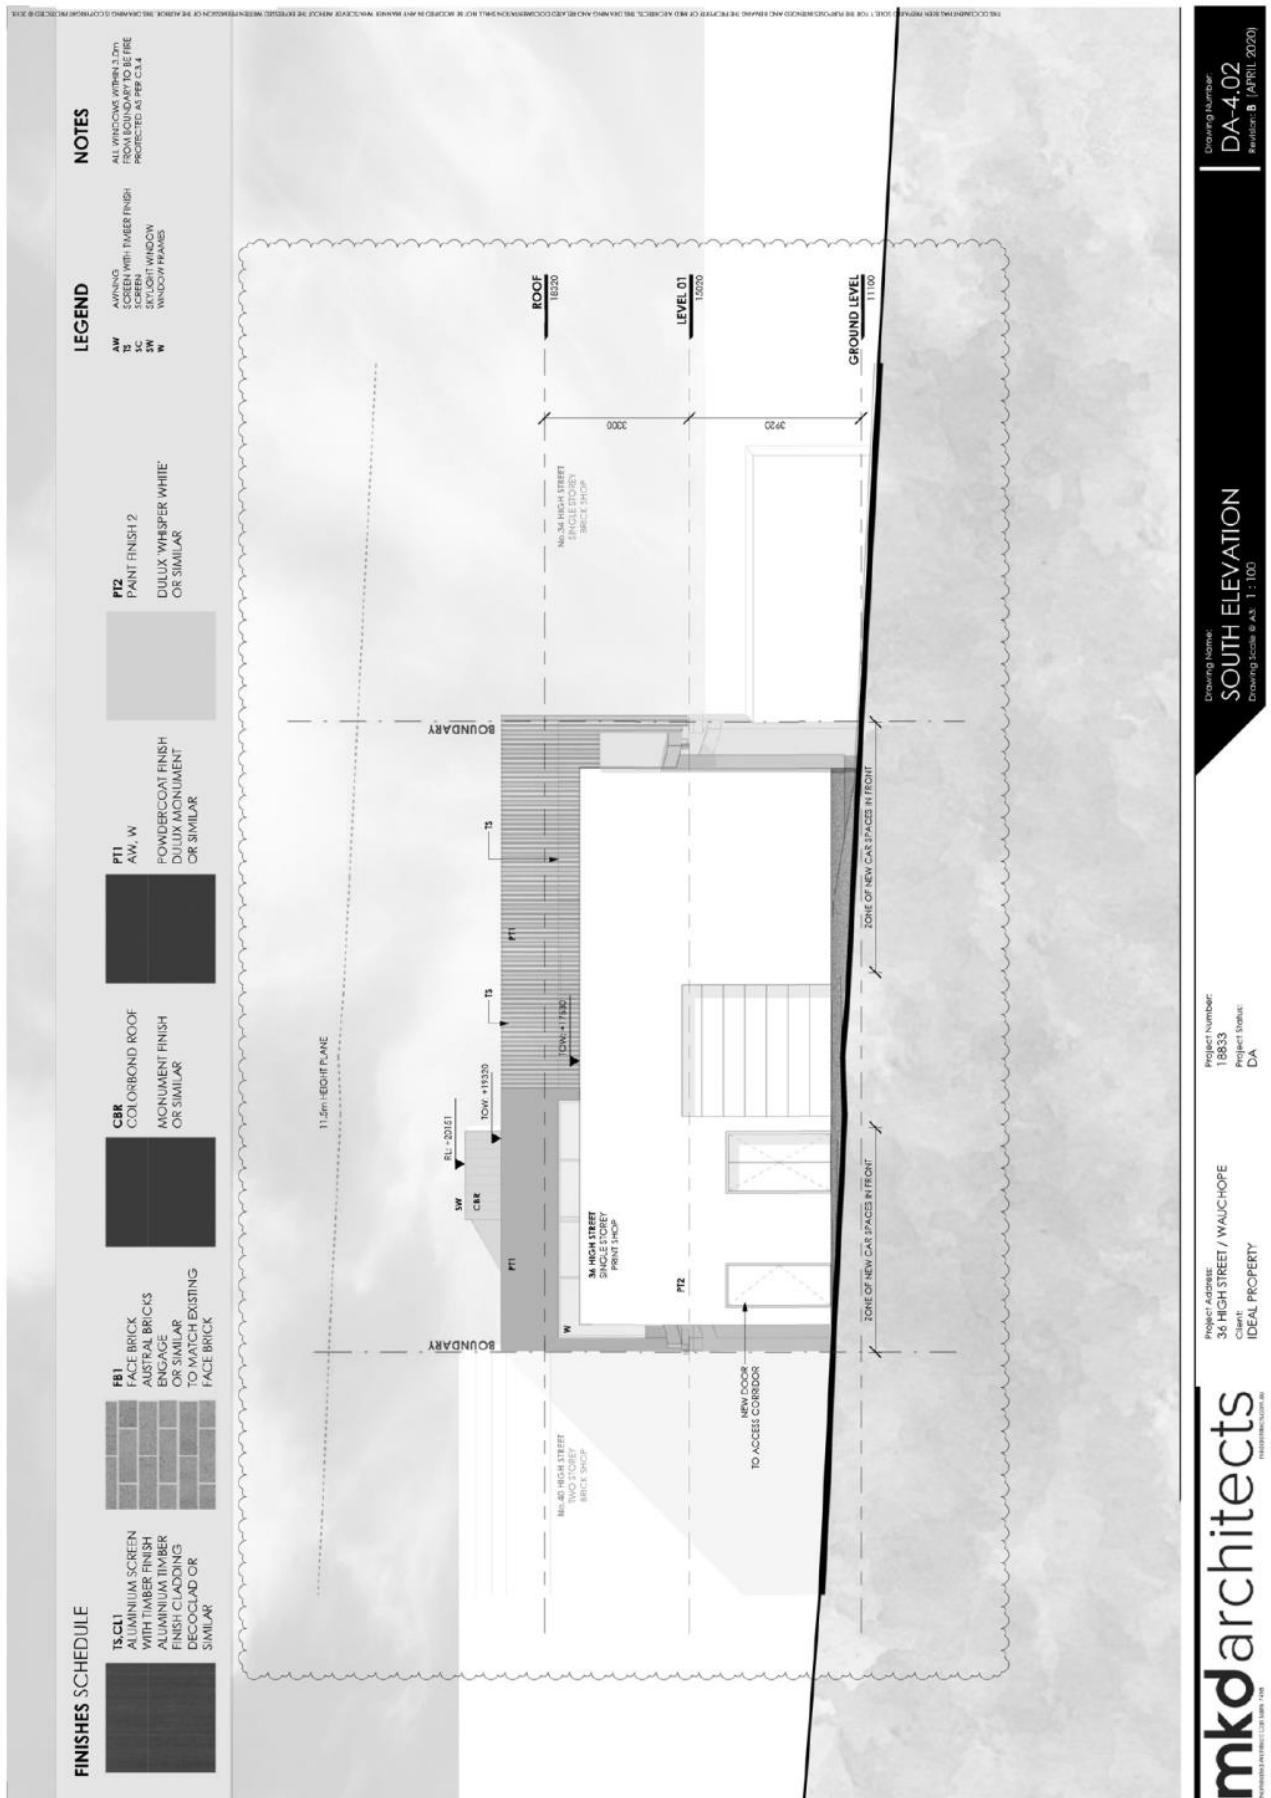 FINISHES SCHEDULE
TS,CL1
ALUMINIUM SCREEN
WITH TIMBER FINISH
ALUMINIUM TIMBER
FINISH CLADDING
DECOCLAD OR
SIMILAR
FB1
FACE BRICK
AUSTRAL BRICKS
ENGAGE
OR SIMILAR
TO MATCH EXISTING
FACE BRICK
CBR
COLORBOND ROOF
MONUMENT FINISH
OR SIMILAR
PT1
AW, W
POWDERCOAT FINISH
DULUX MONUMENT
OR SIMILAR
PT2
PAINT FINISH 2
DULUX 'WHISPER WHITE'
OR SIMILAR
LEGEND
AW AWNING
TS SCREEN WITH TIMBER FINISH
SC SCREEN
SW SKYLIGHT WINDOW
W WINDOW FRAMES
NOTES
ALL WINDOWS WITHIN 3.0m
FROM BOUNDARY TO BE FIRE
PROTECTED AS PER C3.4
11.5m HEIGHT PLANE
BOUNDARY
BOUNDARY
SW
CBR
RL: +20151
TOW: +19320
TS
TS
PT1
PT1
TOW: +17530
W
36 HIGH STREET
SINGLE STOREY
PRINT SHOP
PT2
No.40 HIGH STREET
TWO STOREY
BRICK SHOP
No.34 HIGH STREET
SINGLE STOREY
BRICK SHOP
NEW DOOR
TO ACCESS CORRIDOR
ZONE OF NEW CAR SPACES IN FRONT
ZONE OF NEW CAR SPACES IN FRONT
3300
3920
ROOF
18320
LEVEL 01
15020
GROUND LEVEL
11100
mkdarchitects
Project Address:
36 HIGH STREET / WAUCHOPE
Client:
IDEAL PROPERTY
Project Number:
18833
Project Status:
DA
Drawing Name:
SOUTH ELEVATION
Drawing Scale @ A3: 1 : 100
Drawing Number:
DA-4.02
Revision: B [APRIL 2020]